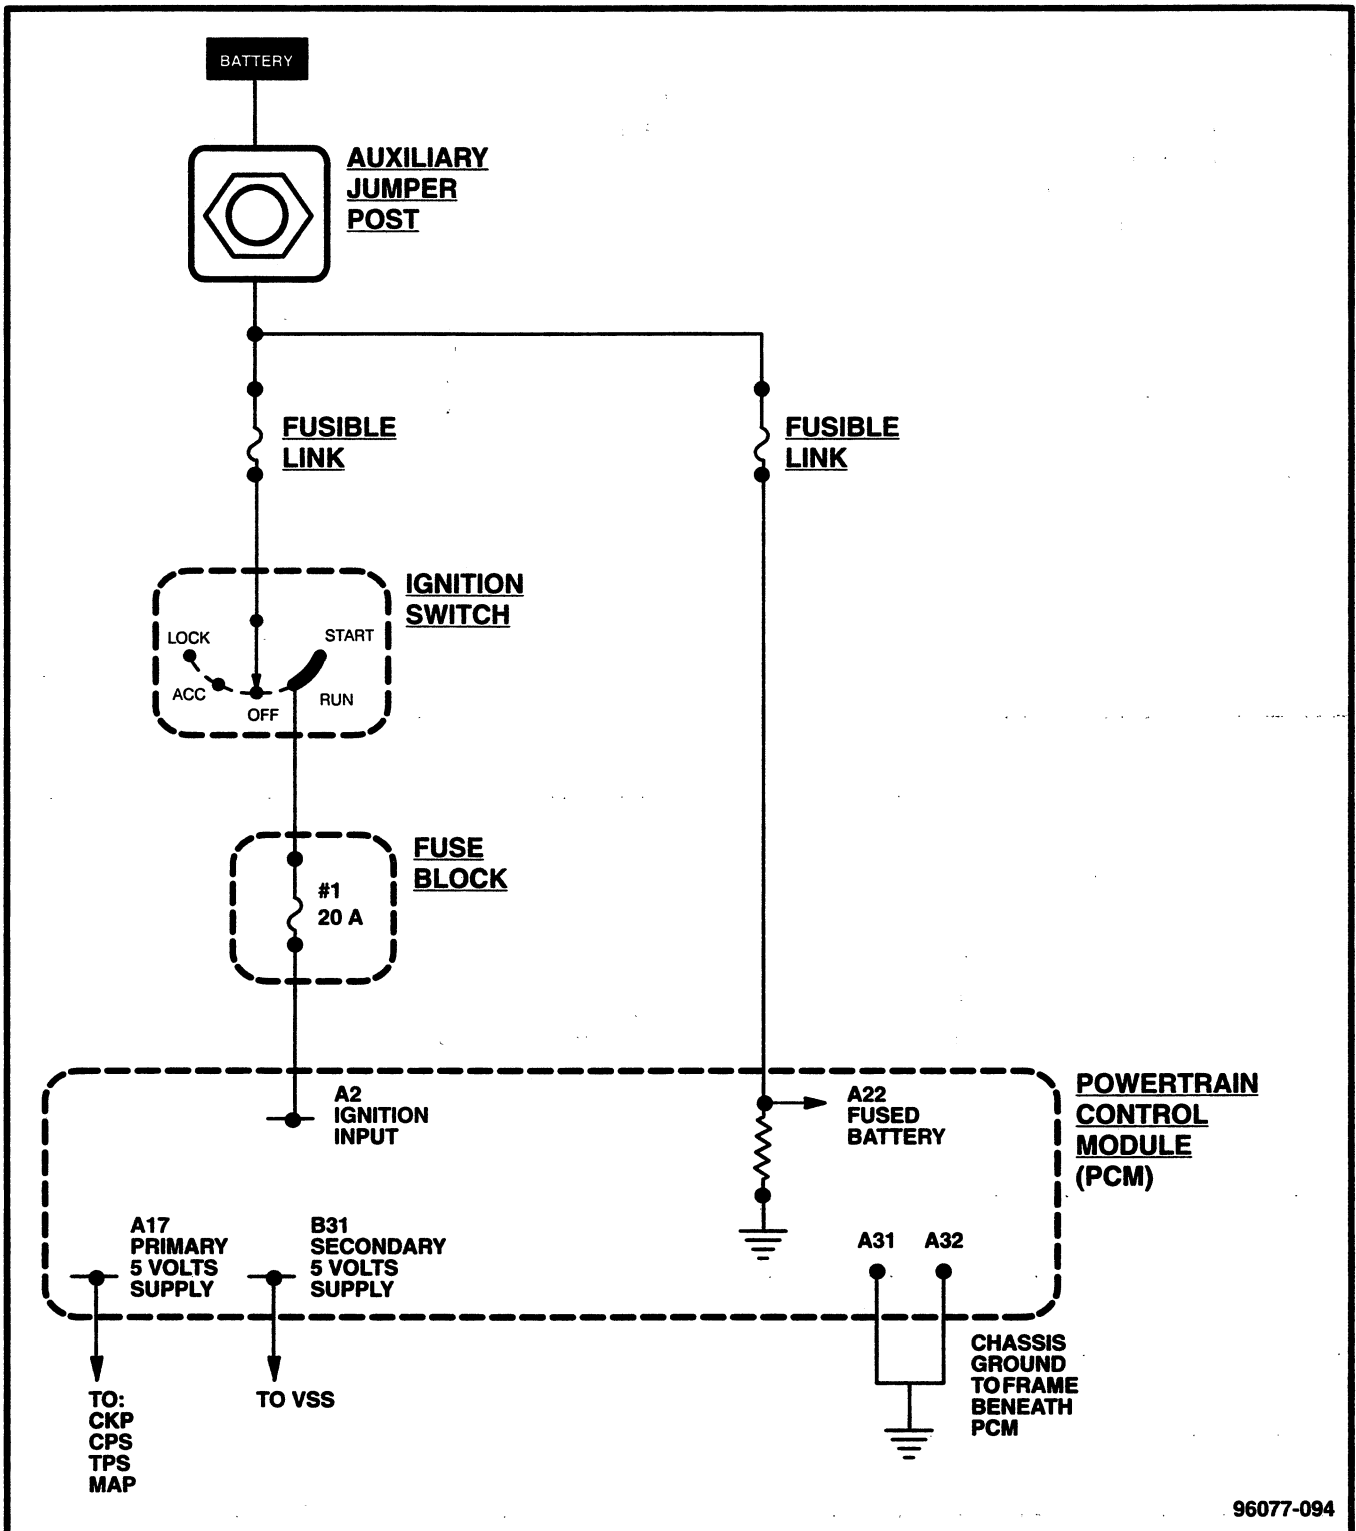 BATTERY
AUXILIARY
JUMPER
POST
FUSIBLE
LINK
FUSIBLE
LINK
IGNITION
SWITCH
LOCK
START
ACC
OFF
RUN
FUSE
BLOCK
#1
20 A
POWERTRAIN
CONTROL
MODULE
(PCM)
A2
IGNITION
INPUT
A22
FUSED
BATTERY
A17
PRIMARY
5 VOLTS
SUPPLY
B31
SECONDARY
5 VOLTS
SUPPLY
A31
A32
CHASSIS
GROUND
TO FRAME
BENEATH
PCM
TO:
CKP
CPS
TPS
MAP
TO VSS
96077-094